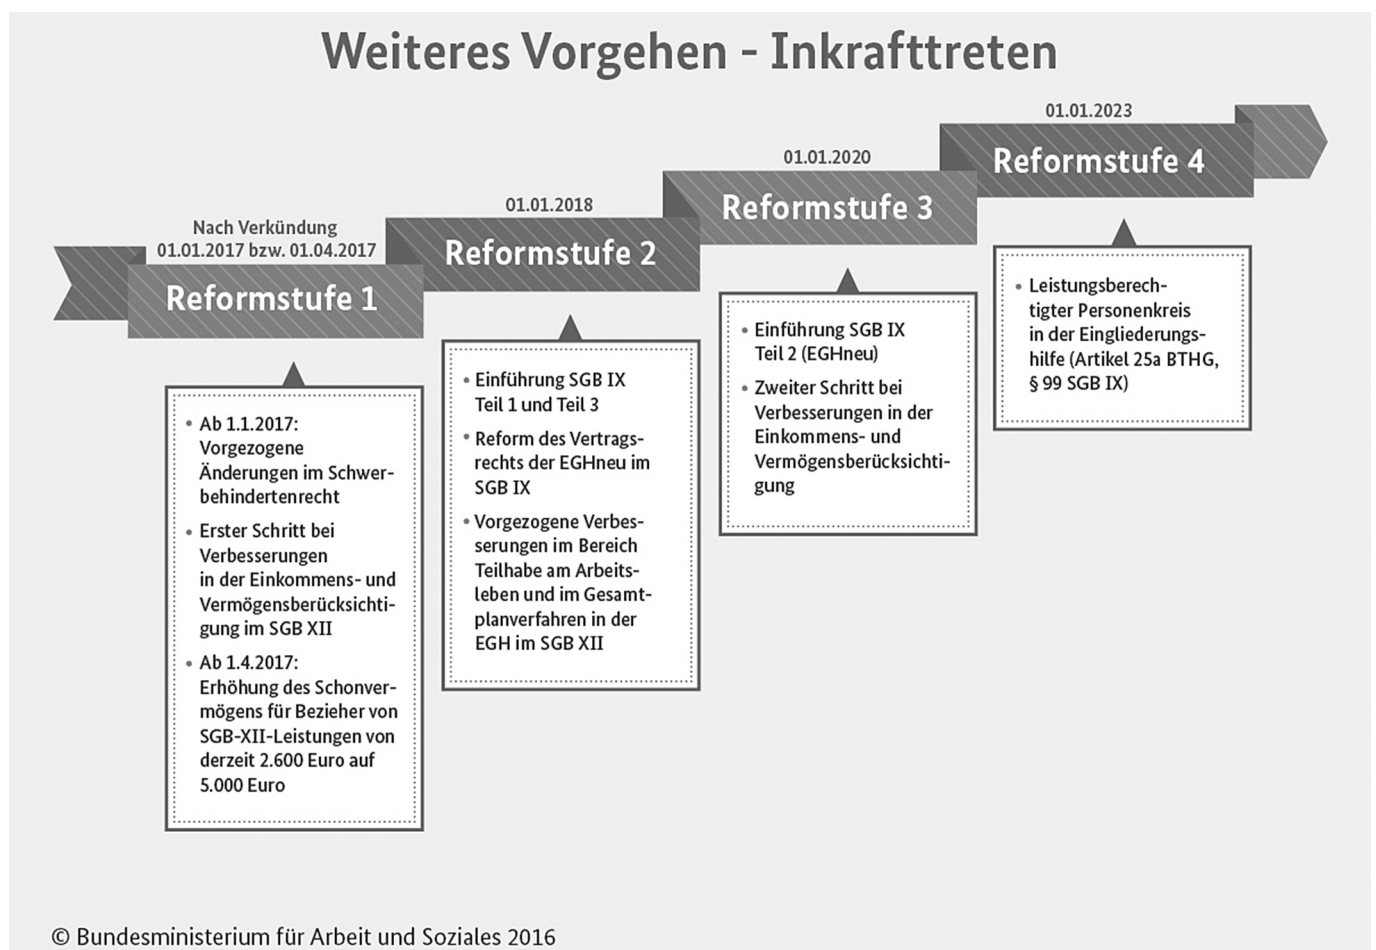 Weiteres Vorgehen - Inkrafttreten
Nach Verkündung
01.01.2017 bzw. 01.04.2017
Reformstufe 1
• Ab 1.1.2017:
Vorgezogene
Änderungen im Schwer-
behindertenrecht
• Erster Schritt bei
Verbesserungen
in der Einkommens- und
Vermögensberücksichti-
gung im SGB XII
• Ab 1.4.2017:
Erhöhung des Schonver-
mögens für Bezieher von
SGB-XII-Leistungen von
derzeit 2.600 Euro auf
5.000 Euro
01.01.2018
Reformstufe 2
• Einführung SGB IX
Teil 1 und Teil 3
• Reform des Vertrags-
rechts der EGHneu im
SGB IX
• Vorgezogene Verbes-
serungen im Bereich
Teilhabe am Arbeits-
leben und im Gesamt-
planverfahren in der
EGH im SGB XII
01.01.2020
Reformstufe 3
• Einführung SGB IX
Teil 2 (EGHneu)
• Zweiter Schritt bei
Verbesserungen in der
Einkommens- und
Vermögensberücksichti-
gung
01.01.2023
Reformstufe 4
• Leistungsberech-
tigter Personenkreis
in der Eingliederungs-
hilfe (Artikel 25a BTHG,
§ 99 SGB IX)
© Bundesministerium für Arbeit und Soziales 2016